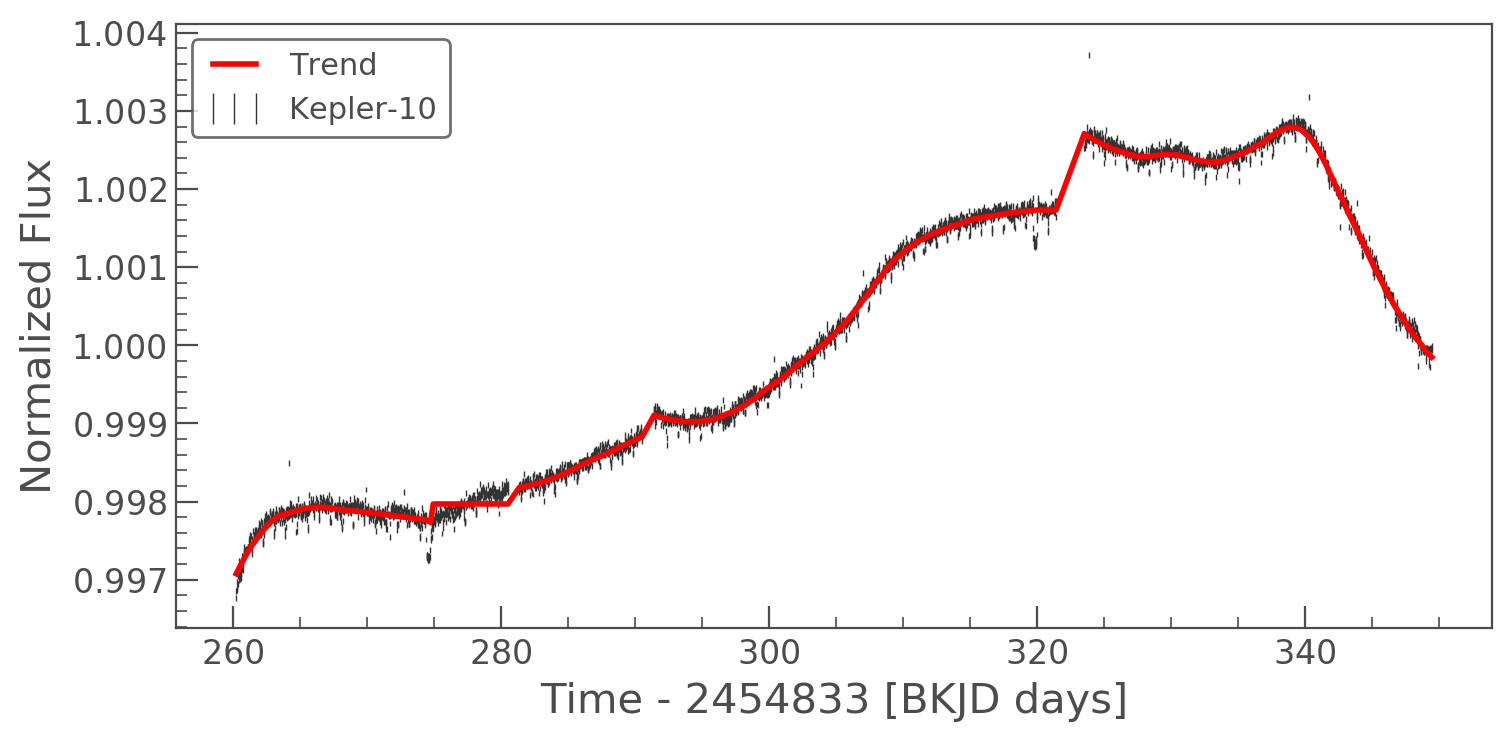 1.004
1.003
1.002
1.001
1.000
0.999
0.998
0.997
Normalized Flux
Trend
Kepler-10
260 280 300 320 340
Time - 2454833 [BKJD days]